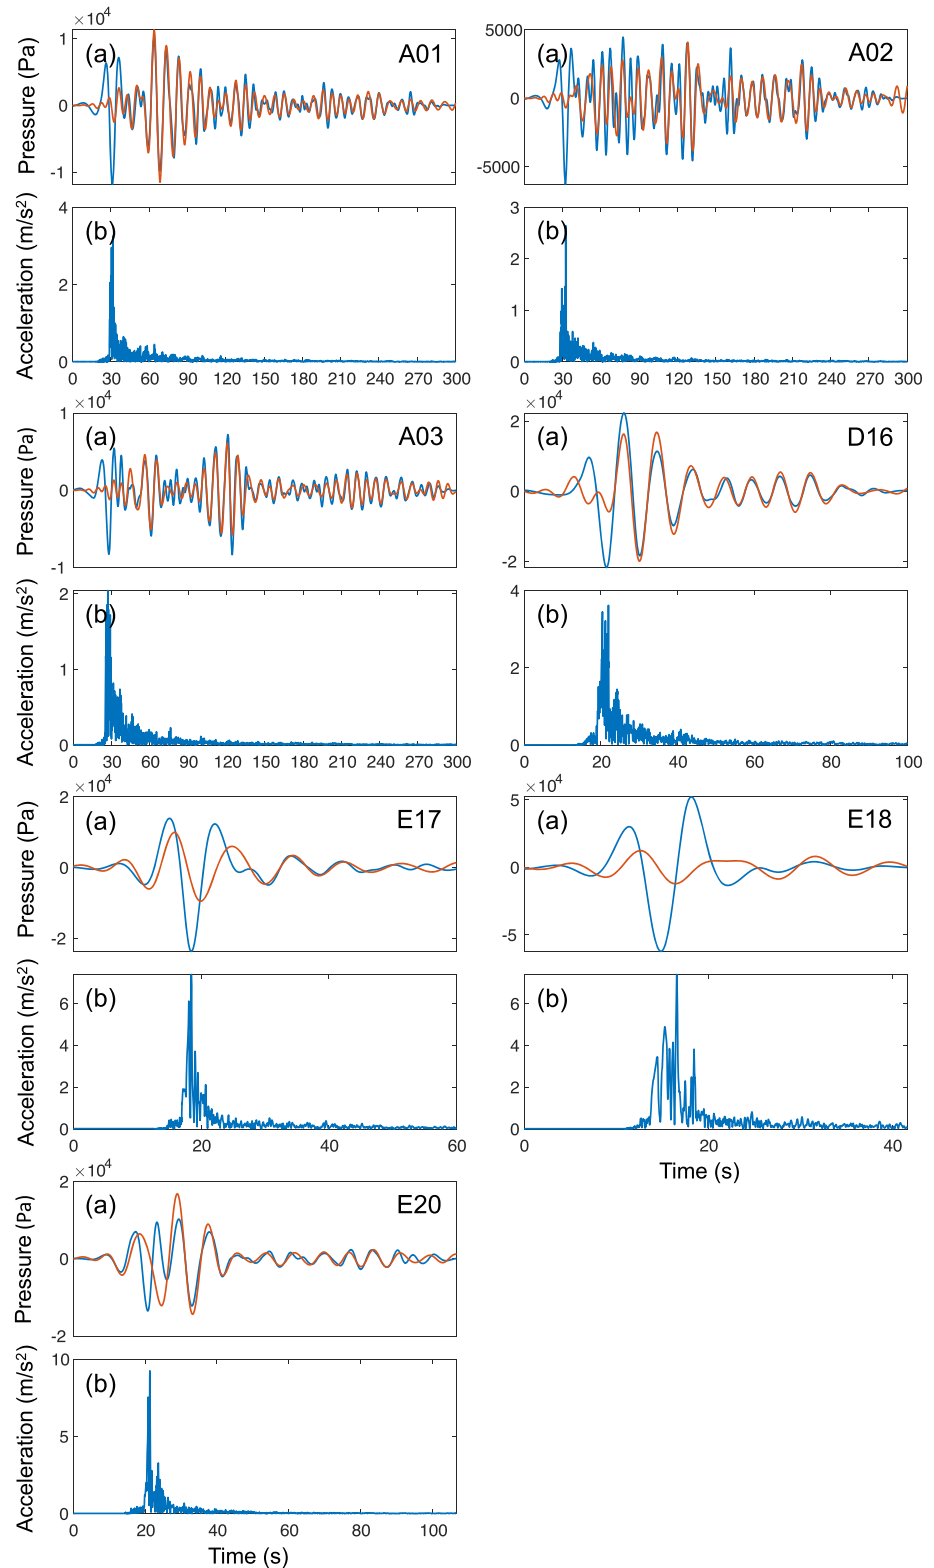 ×10⁴ (a) A01
1
0
-1
Pressure (Pa)
(a) A02
5000
0
-5000
(b)
4
2
0
Acceleration (m/s²)
0 30 60 90 120 150 180 210 240 270 300
(b)
3
2
1
0
0 30 60 90 120 150 180 210 240 270 300
×10⁴
(a) A03
1
0
-1
Pressure (Pa)
×10⁴
(a) D16
2
0
-2
(b)
2
1
0
Acceleration (m/s²)
0 30 60 90 120 150 180 210 240 270 300
(b)
4
2
0
0 20 40 60 80 100
×10⁴
(a) E17
2
0
-2
Pressure (Pa)
×10⁴
(a) E18
5
0
-5
(b)
6
4
2
0
Acceleration (m/s²)
0 20 40 60
(b)
6
4
2
0
0 20 40
Time (s)
×10⁴
(a) E20
2
0
-2
Pressure (Pa)
(b)
10
5
0
Acceleration (m/s²)
0 20 40 60 80 100
Time (s)